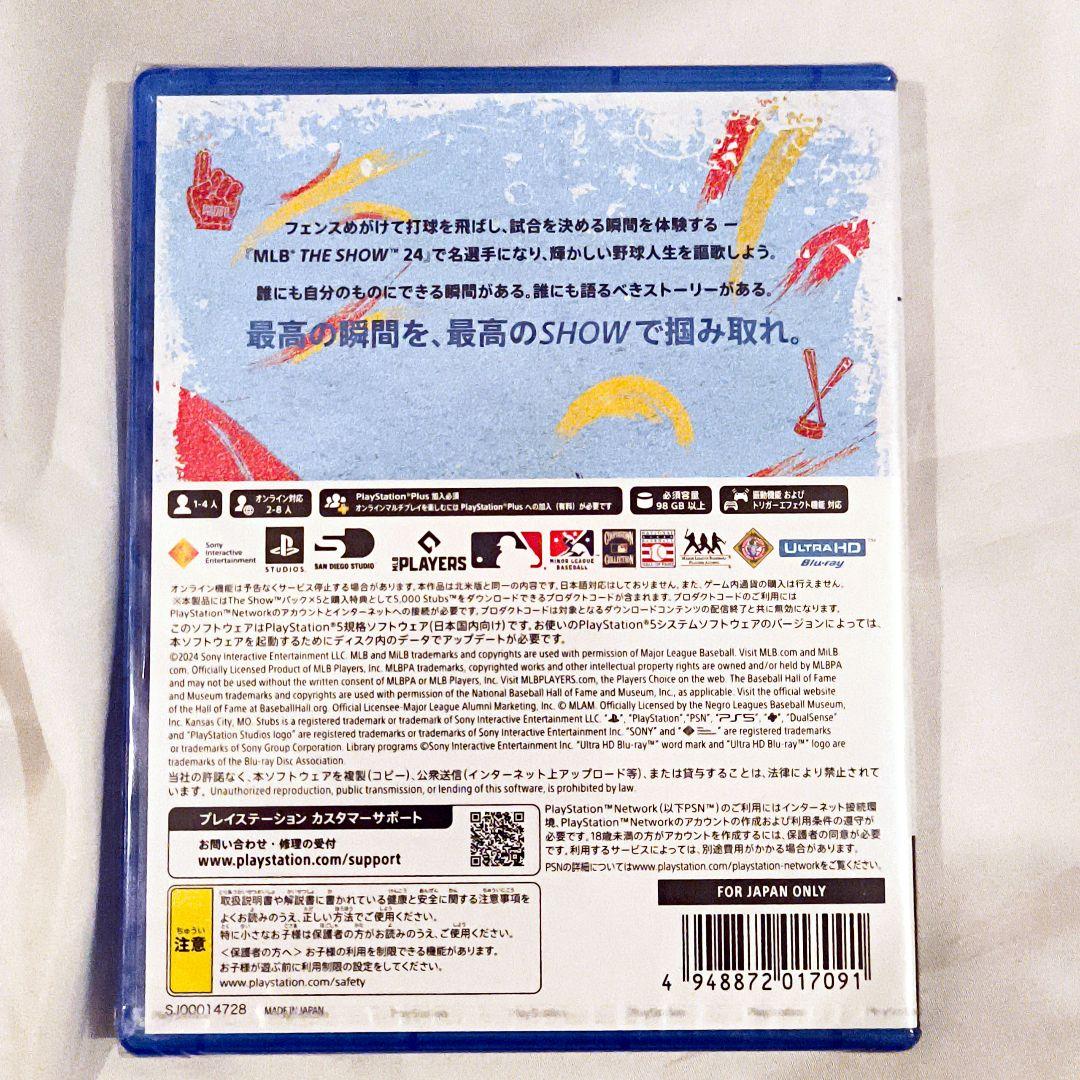 フェンスめがけて打球を飛ばし、試合を決める瞬間を体験する ー
『MLB® THE SHOW™ 24』で名選手になり、輝かしい野球人生を謳歌しよう。
誰にも自分のものにできる瞬間がある。誰にも語るべきストーリーがある。
最高の瞬間を、最高のSHOWで掴み取れ。
1-4 人
オンライン対応
2-8 人
PlayStation®Plus 加入必須
オンラインマルチプレイを楽しむには PlayStation®Plus への加入（有料）が必要です
必須容量
98 GB 以上
振動機能 および
トリガーエフェクト機能 対応
Sony
Interactive
Entertainment
STUDIOS
SAN DIEGO STUDIO
MLB
PLAYERS
MINOR LEAGUE
BASEBALL
COOPERSTOWN
COLLECTION
ULTRA HD
Blu-ray™
オンライン機能は予告なくサービス停止する場合があります。本作品は北米版と同一の内容です。日本語対応はしておりません。また、ゲーム内通貨の購入は行えません。
※本製品にはThe Show™パック×5と購入特典として5,000 Stubs™をダウンロードできるプロダクトコードが含まれます。プロダクトコードのご利用には
PlayStation™Networkのアカウントとインターネットへの接続が必要です。プロダクトコードは対象となるダウンロードコンテンツの配信終了と共に無効になります。
このソフトウェアはPlayStation®5規格ソフトウェア(日本国内向け)です。お使いのPlayStation®5システムソフトウェアのバージョンによっては、
本ソフトウェアを起動するためにディスク内のデータでアップデートが必要です。
©2024 Sony Interactive Entertainment LLC. MLB and MiLB trademarks and copyrights are used with permission of Major League Baseball. Visit MLB.com and MiLB.
com. Officially Licensed Product of MLB Players, Inc. MLBPA trademarks, copyrighted works and other intellectual property rights are owned and/or held by MLBPA
and may not be used without the written consent of MLBPA or MLB Players, Inc. Visit MLBPLAYERS.com, the Players Choice on the web. The Baseball Hall of Fame
and Museum trademarks and copyrights are used with permission of the National Baseball Hall of Fame and Museum, Inc., as applicable. Visit the official website
of the Hall of Fame at BaseballHall.org. Official Licensee-Major League Alumni Marketing, Inc. © MLAM. Officially Licensed by the Negro Leagues Baseball Museum,
Inc. Kansas City, MO. Stubs is a registered trademark or trademark of Sony Interactive Entertainment LLC. " ", "PlayStation", "PSN", "PS5", " ", "DualSense"
and "PlayStation Studios logo" are registered trademarks or trademarks of Sony Interactive Entertainment Inc. "SONY" and " " are registered trademarks
or trademarks of Sony Group Corporation. Library programs ©Sony Interactive Entertainment Inc. "Ultra HD Blu-ray™" word mark and "Ultra HD Blu-ray™" logo are
trademarks of the Blu-ray Disc Association.
当社の許諾なく、本ソフトウェアを複製(コピー)、公衆送信(インターネット上アップロード等)、または貸与することは、法律により禁止されて
います。Unauthorized reproduction, public transmission, or lending of this software, is prohibited by law.
プレイステーション カスタマーサポート
お問い合わせ・修理の受付
www.playstation.com/support
PlayStation™Network(以下PSN™)のご利用にはインターネット接続環
境、PlayStation™Networkのアカウントの作成および利用条件の遵守が
必要です。18歳未満の方がアカウントを作成するには、保護者の同意が必要
です。利用するサービスによっては、別途費用がかかる場合があります。
PSNの詳細についてはwww.playstation.com/playstation-networkをご覧ください。
ちゅうい
注意
取扱説明書や解説書に書かれている健康と安全に関する注意事項を
よくお読みのうえ、正しい方法でご使用ください。
特に小さなお子様は保護者の方がお読みのうえ、ご使用ください。
＜保護者の方へ＞ お子様の利用を制限できる機能があります。
お子様が遊ぶ前に利用制限の設定をしてください。
www.playstation.com/safety
FOR JAPAN ONLY
4 948872 017091
SJ00014728 MADE IN JAPAN